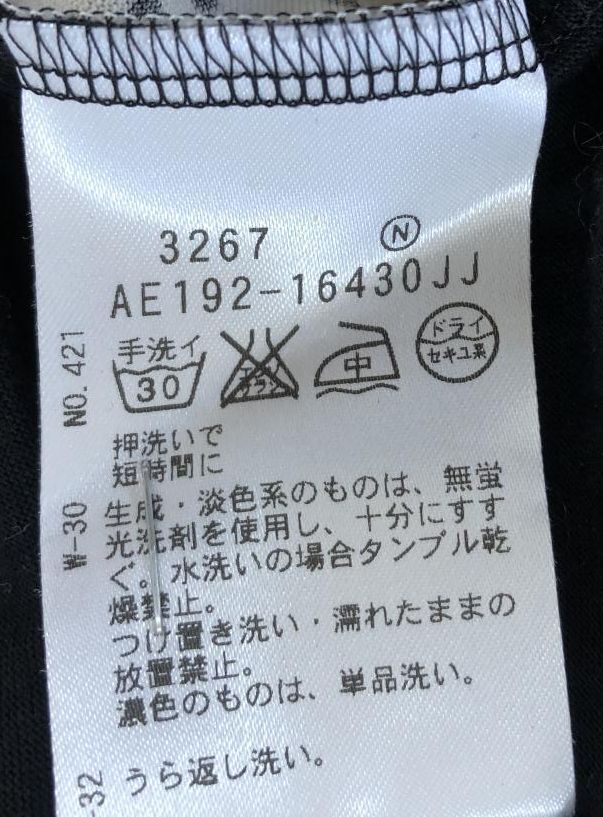 3267 Ⓝ
AE192-16430JJ
手洗イ
30
中
ドライ
セキユ系
押洗いで
短時間に
生成・淡色系のものは、無蛍
光洗剤を使用し、十分にすす
ぐ。水洗いの場合タンブル乾
燥禁止。
つけ置き洗い・濡れたままの
放置禁止。
濃色のものは、単品洗い。
うら返し洗い。
NO.421
W-30
-32